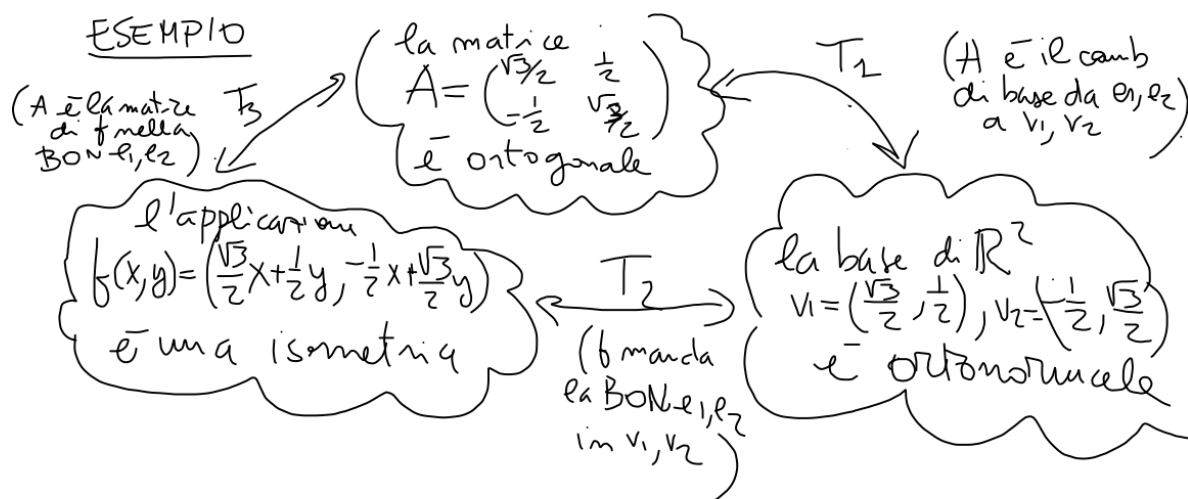 ESEMPIO
(A è la matrice
di f nella
BON e1, e2)
T3
(la matrice
A = (√3/2 1/2
-1/2 √3/2)
è ortogonale
T1
(A è il camb
di base da e1, e2
a v1, v2)
l'applicazione
f(x,y) = (√3/2 x + 1/2 y, -1/2 x + √3/2 y)
è una isometria
T2
(f manda
la BON e1, e2
in v1, v2)
la base di ℝ²
v1 = (√3/2, 1/2), v2 = (-1/2, √3/2)
è ortonormale